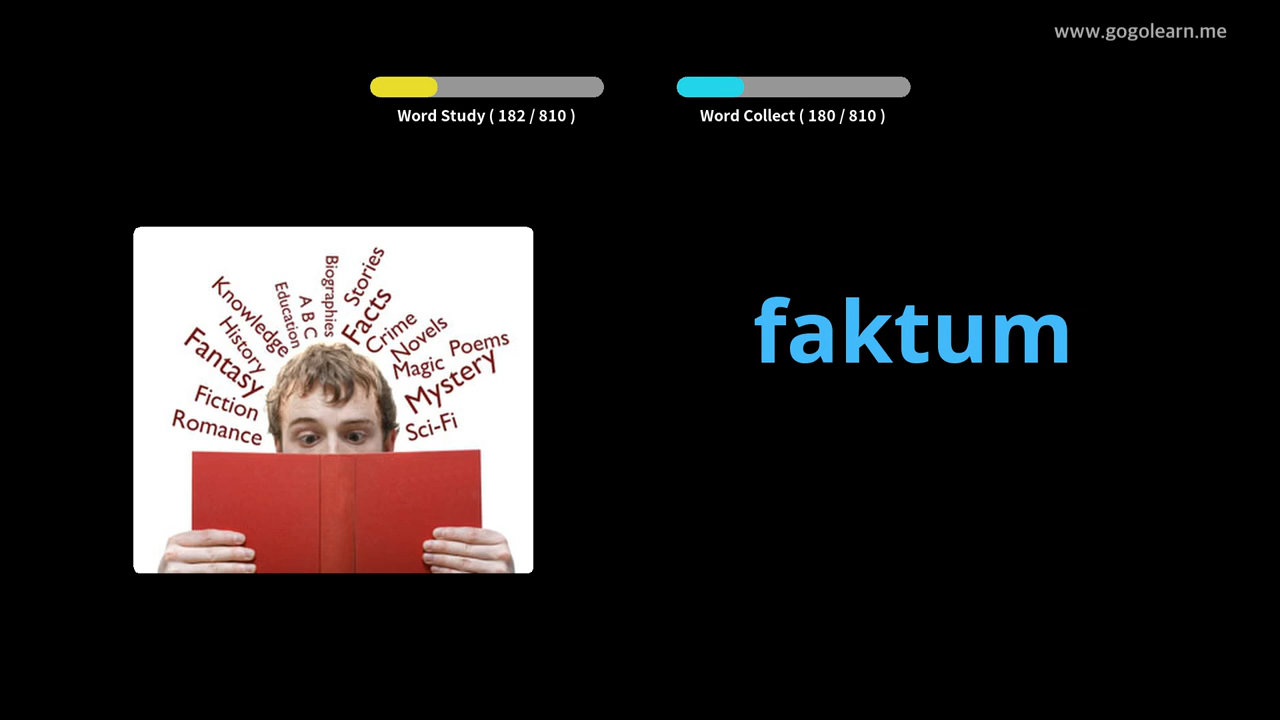 www.gogolearn.me
Word Study ( 182 / 810 )
Word Collect ( 180 / 810 )
Knowledge
History
Fantasy
Fiction
Romance
Education
A B C
Biographies
Stories
Facts
Crime
Novels
Magic
Poems
Mystery
Sci-Fi
faktum